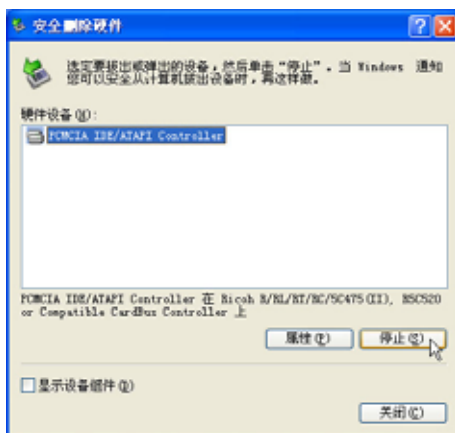 安全删除硬件
选定要拔出或弹出的设备，然后单击“停止”。当 Windows 通知
您可以安全从计算机拔出设备时，再这样做。
硬件设备(U):
PCMCIA IDE/ATAPI Controller
PCMCIA IDE/ATAPI Controller 在 Ricoh R/RL/RT/RC/5C475(II), R5C520
or Compatible CardBus Controller 上
属性(P)
停止(S)
显示设备组件(D)
关闭(C)